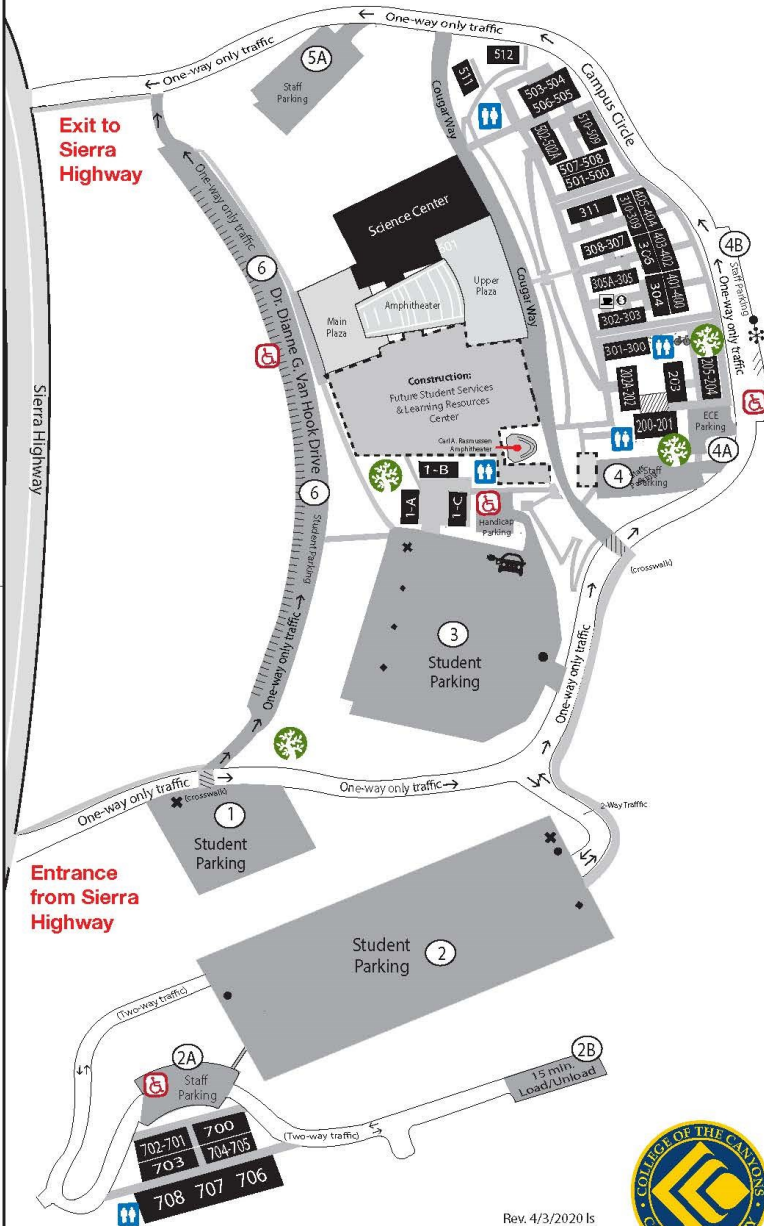 One-way only traffic
One-way only traffic
5A
Staff
Parking
Exit to
Sierra
Highway
512
511
Cougar Way
Campus Circle
503-504
506-505
510-509
502-502A
507-508
501-500
One-way only traffic
Science Center
601
311
310-309
405-404
308-307
306
403-402
305A-305
304
401-400
302-303
4B
Staff Parking
One-way only traffic
6
Dr. Dianne G. Van Hook Drive
Main
Plaza
Amphitheater
Upper
Plaza
Cougar Way
301-300
202A-202
203
205-204
200-201
ECE
Parking
4A
4
Staff
Parking
Construction:
Future Student Services
& Learning Resources
Center
Carl A. Rasmussen
Amphitheater
Sierra Highway
1-B
1-A
1-C
Handicap
Parking
6
Student Parking
(crosswalk)
3
Student
Parking
One-way only traffic
One-way only traffic
One-way only traffic
(crosswalk)
One-way only traffic
1
Student
Parking
2-Way Trafffic
Entrance
from Sierra
Highway
Student
Parking
2
(Two-way traffic)
2A
Staff
Parking
2B
15 min.
Load/Unload
(Two-way traffic)
702-701
700
703
704-705
708 707 706
COLLEGE OF THE CANYONS
Rev. 4/3/2020 ls